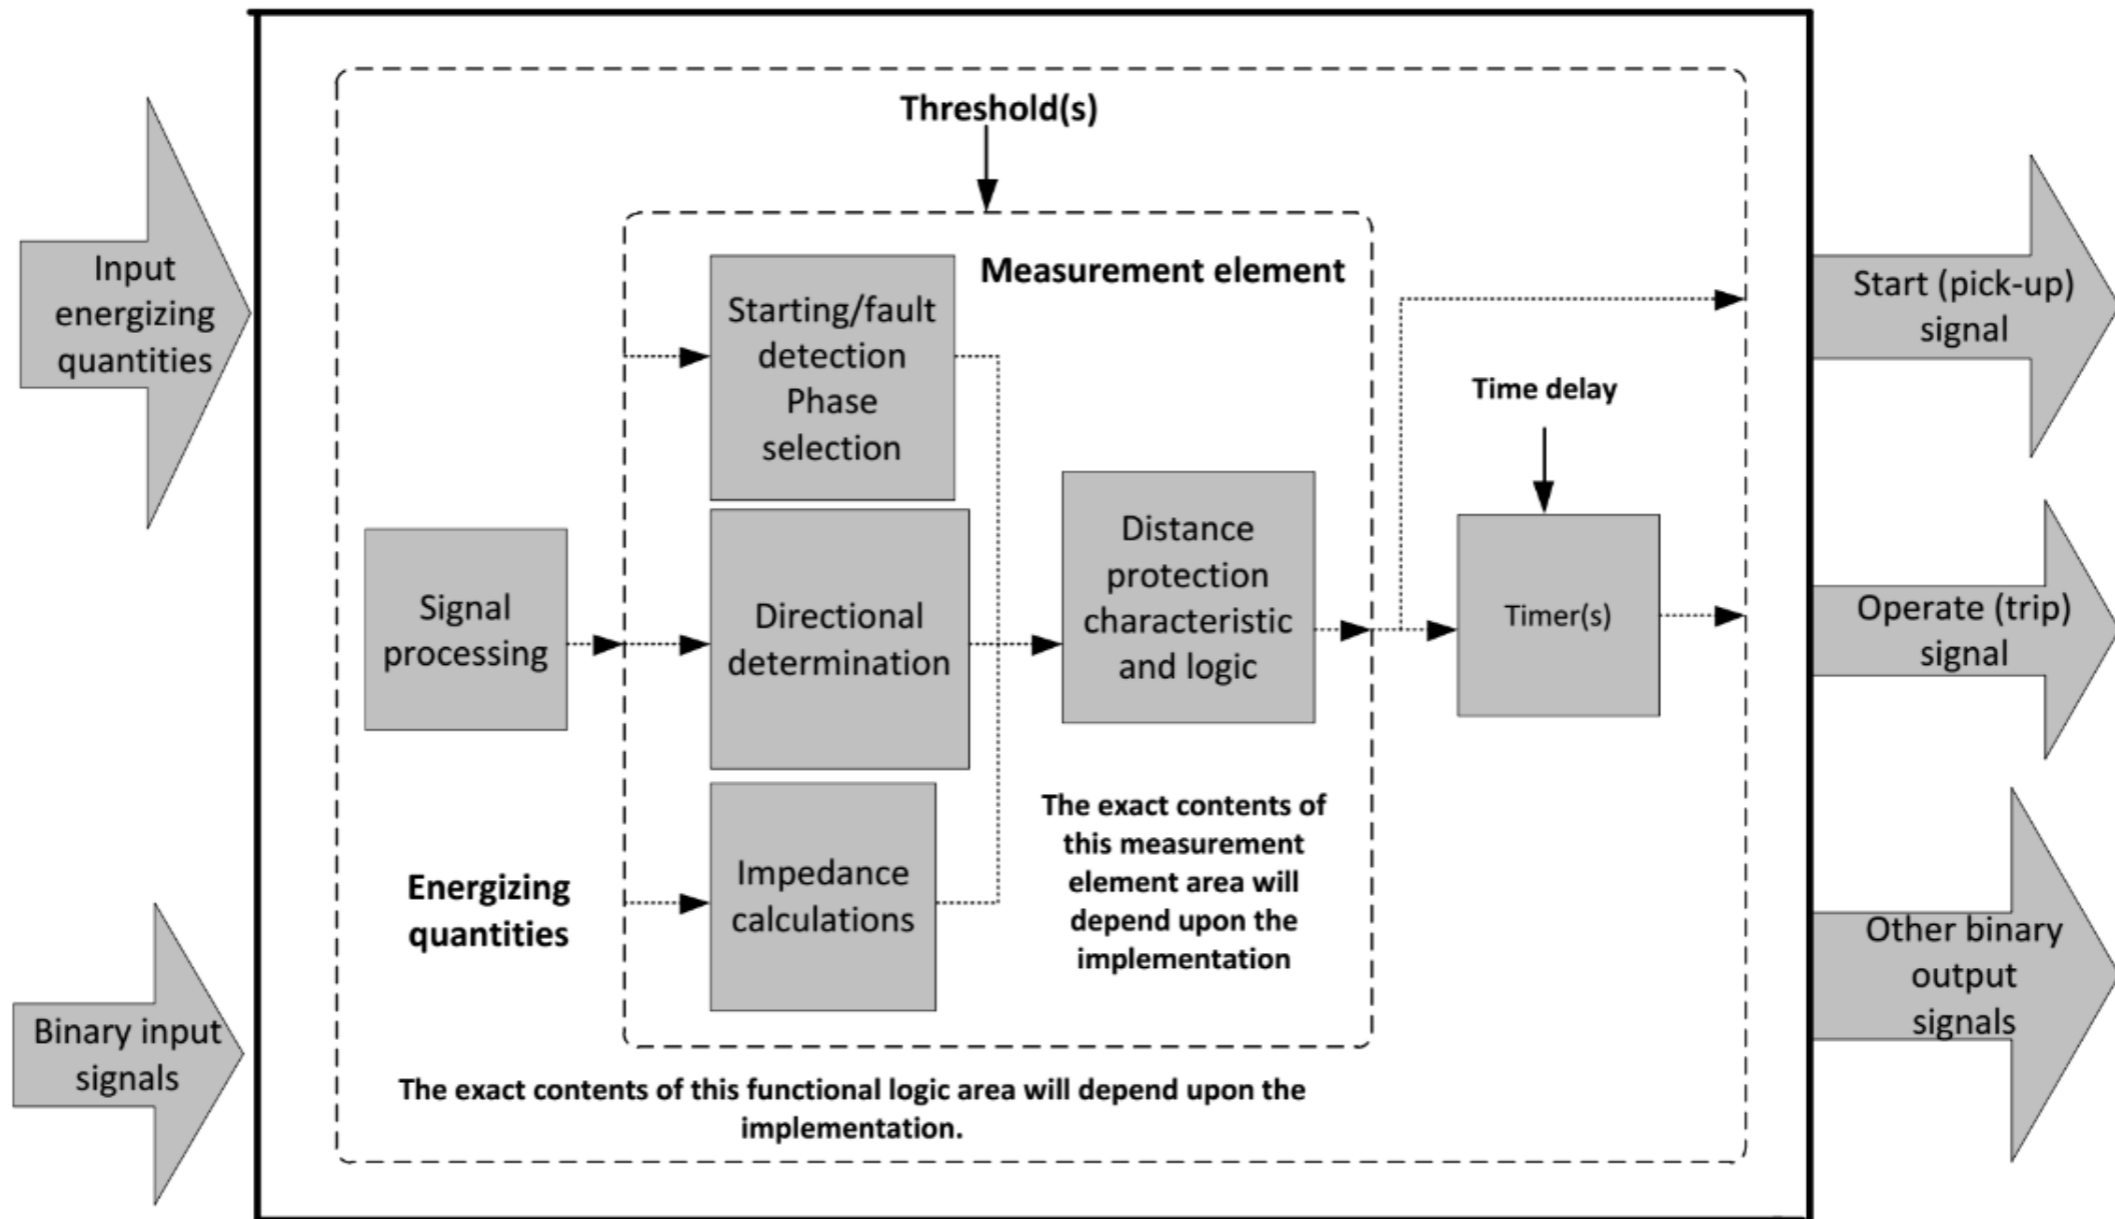 Threshold(s)
Input
energizing
quantities
Measurement element
Starting/fault
detection
Phase
selection
Start (pick-up)
signal
Time delay
Signal
processing
Directional
determination
Distance
protection
characteristic
and logic
Timer(s)
Operate (trip)
signal
Energizing
quantities
Impedance
calculations
The exact contents of
this measurement
element area will
depend upon the
implementation
Other binary
output
signals
Binary input
signals
The exact contents of this functional logic area will depend upon the
implementation.